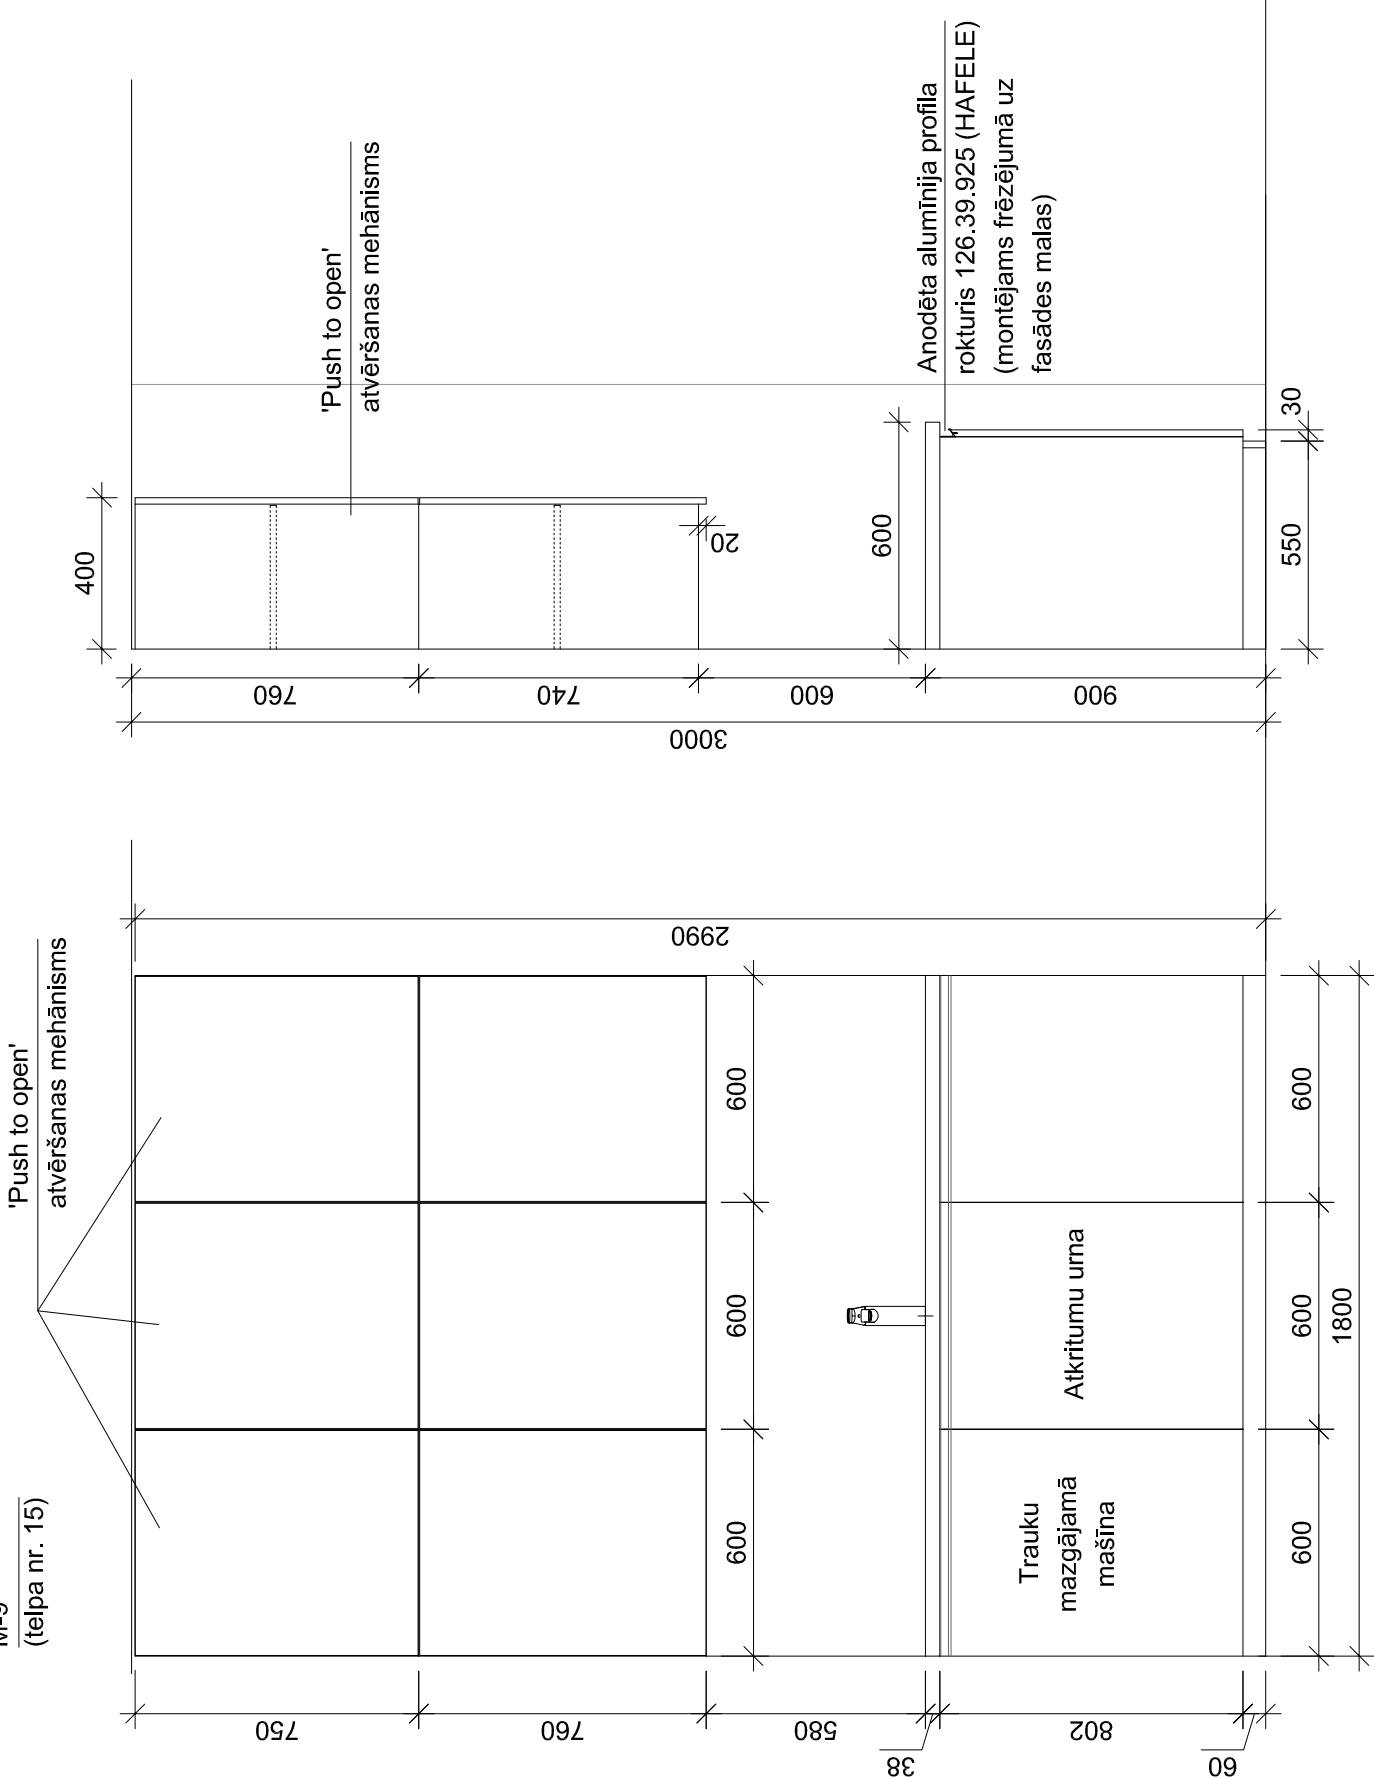 M-9
(telpa nr. 15)
'Push to open'
atvēršanas mehānisms
750
760
580
38
802
60
600
600
600
Trauku
mazgājamā
mašīna
Atkritumu urna
600
600
600
1800
2990
400
'Push to open'
atvēršanas mehānisms
20
760
740
600
900
3000
600
Anodēta alumīnija profila
rokturis 126.39.925 (HAFELE)
(montējams frēzējumā uz
fasādes malas)
550
30